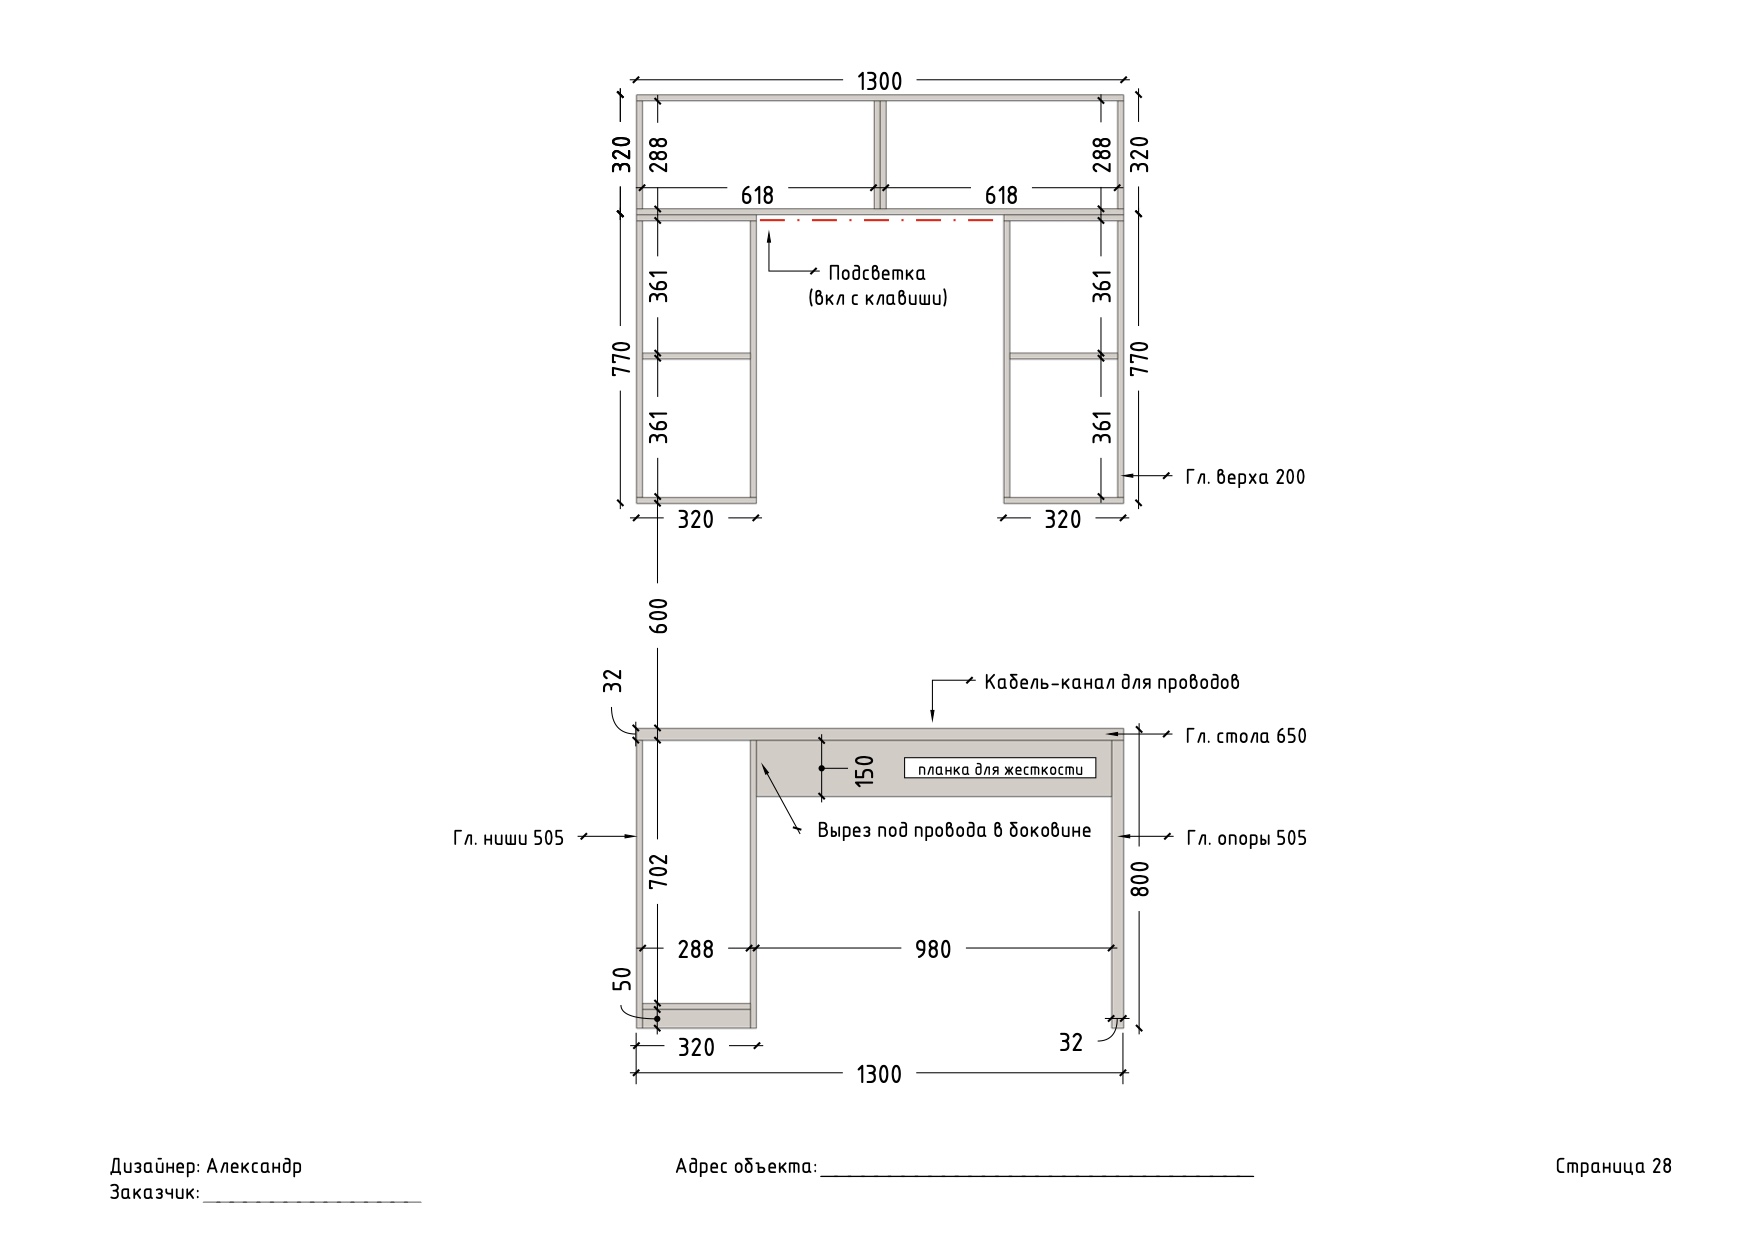 1300
320
288
288
320
618
618
Подсветка
(вкл с клавиши)
361
361
770
770
361
361
Гл. верха 200
320
320
600
32
Кабель-канал для проводов
Гл. стола 650
150
планка для жесткости
Вырез под провода в боковине
Гл. ниши 505
Гл. опоры 505
702
800
288
980
50
320
32
1300
Дизайнер: Александр
Адрес объекта:
Страница 28
Заказчик: